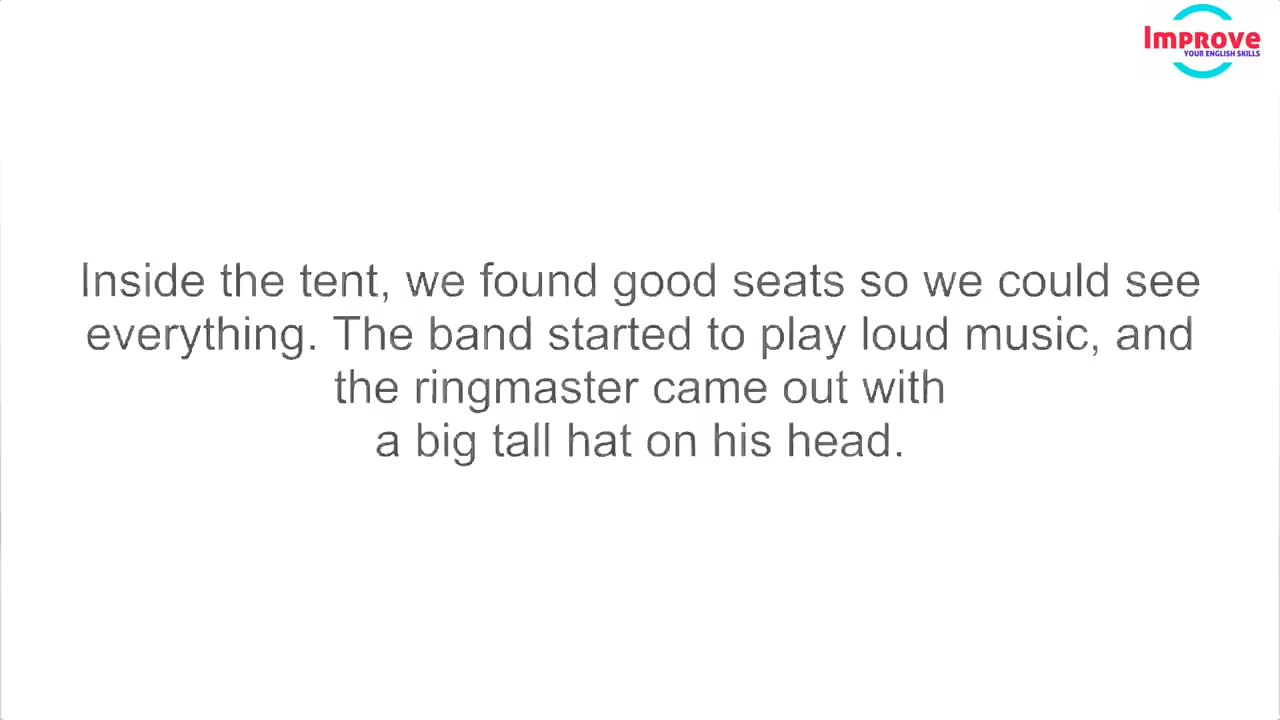 Improve
YOUR ENGLISH SKILLS
Inside the tent, we found good seats so we could see
everything. The band started to play loud music, and
the ringmaster came out with
a big tall hat on his head.